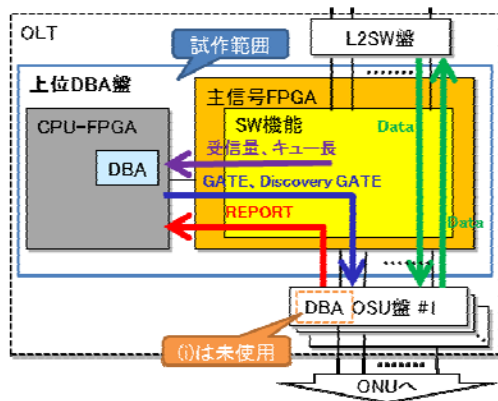 OLT
L2SW盤
試作範囲
上位DBA盤
主信号FPGA
CPU-FPGA
SW機能
Data
受信量、キュー長
DBA
GATE、Discovery GATE
REPORT
Data
DBA OSU盤 #1
(i)は未使用
ONUへ